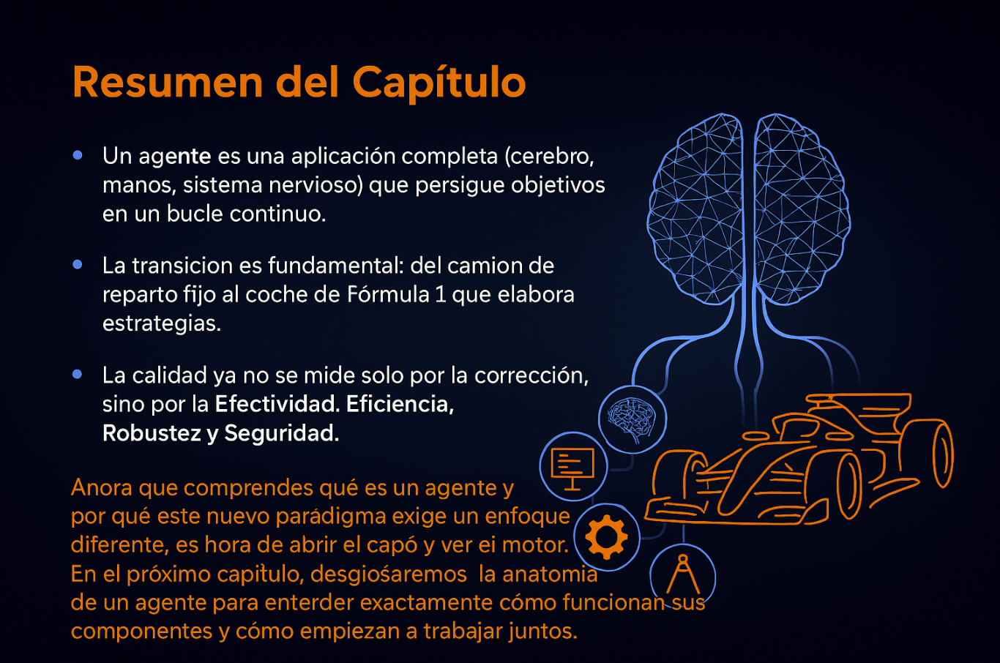 Resumen del Capítulo
Un agente es una aplicación completa (cerebro,
manos, sistema nervioso) que persigue objetivos
en un bucle continuo.
La transicion es fundamental: del camion de
reparto fijo al coche de Fórmula 1 que elabora
estrategias.
La calidad ya no se mide solo por la corrección,
sino por la Efectividad. Eficiencia,
Robustez y Seguridad.
Anora que comprendes qué es un agente y
por qué este nuevo parádigma exige un enfoque
diferente, es hora de abrir el capó y ver ei motor.
En el próximo capitulo, desgiośaremos la anatomia
de un agente para enterder exactamente cómo funcionan sus
componentes y cómo empiezan a trabajar juntos.